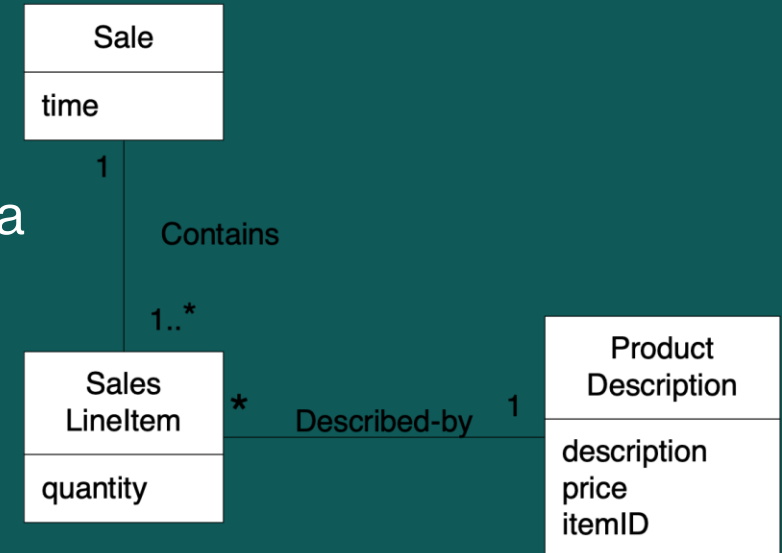 Sale
time
1
a
Contains
1..*
Sales
LineItem
quantity
*
Described-by
1
Product
Description
description
price
itemID